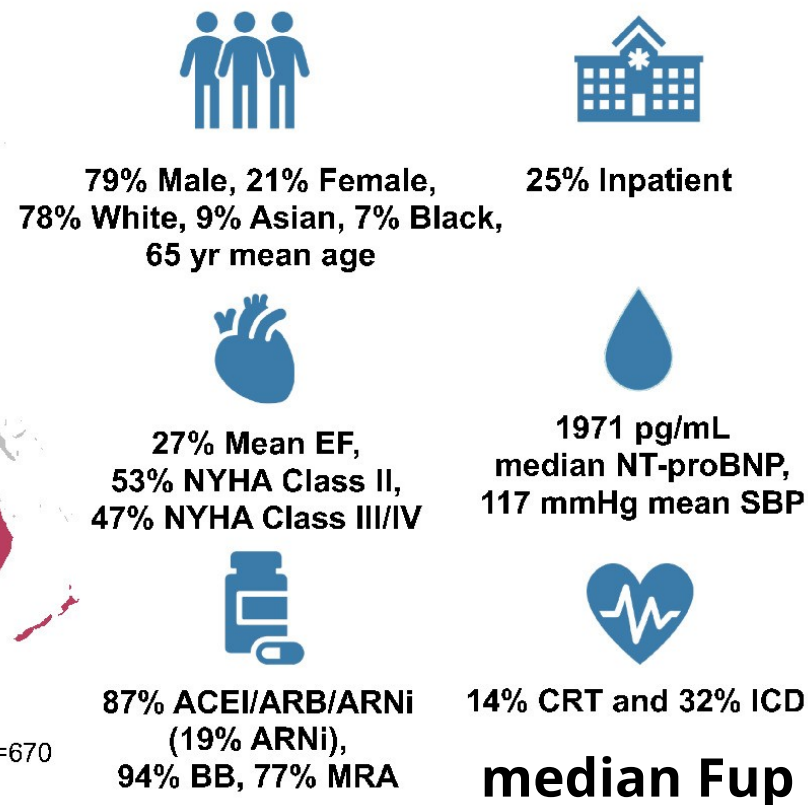 79% Male, 21% Female,
78% White, 9% Asian, 7% Black,
65 yr mean age
25% Inpatient
27% Mean EF,
53% NYHA Class II,
47% NYHA Class III/IV
1971 pg/mL
median NT-proBNP,
117 mmHg mean SBP
87% ACEI/ARB/ARNi
(19% ARNi),
94% BB, 77% MRA
14% CRT and 32% ICD
=670
median Fup